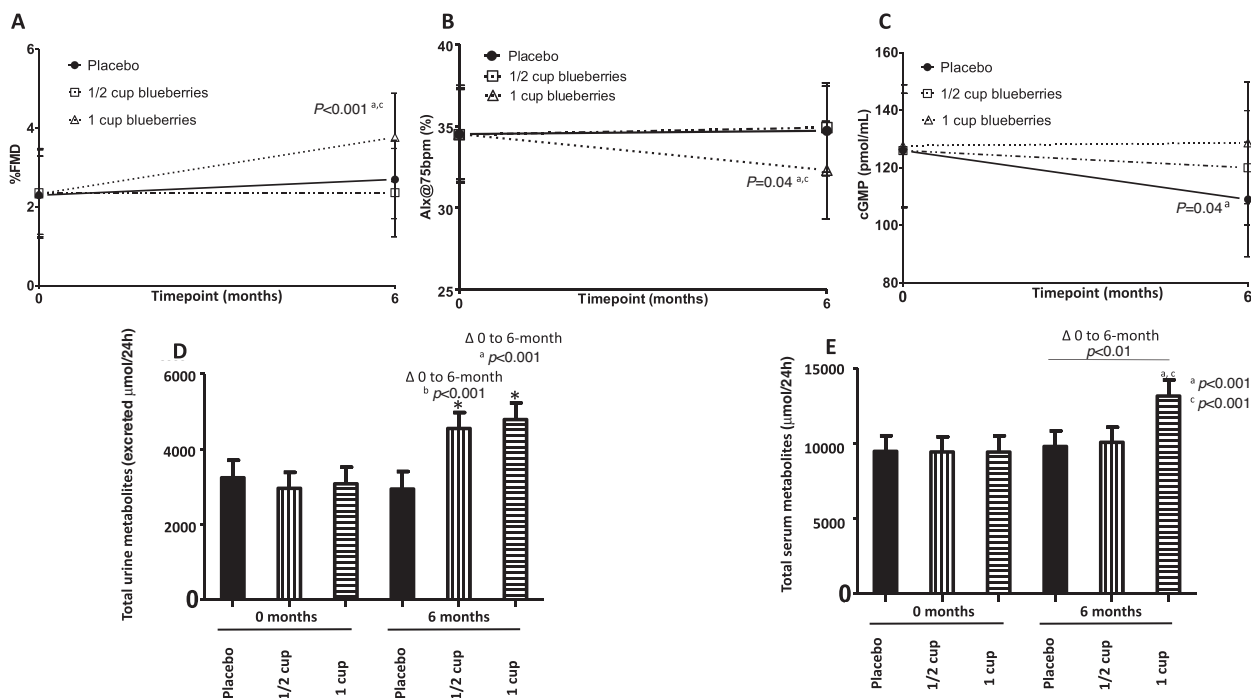 A
6
4
2
0
%FMD
Placebo
1/2 cup blueberries
1 cup blueberries
P<0.001 a,c
0
Timepoint (months)
6
B
40
35
30
25
AIx@75bpm (%)
Placebo
1/2 cup blueberries
1 cup blueberries
P=0.04 a,c
0
Timepoint (months)
6
C
160
140
120
100
80
cGMP (pmol/mL)
Placebo
1/2 cup blueberries
1 cup blueberries
P=0.04 a
0
Timepoint (months)
6
D
Δ 0 to 6-month
a p<0.001
Δ 0 to 6-month
b p<0.001
* *
6000
4000
2000
0
Total urine metabolites (excreted µmol/24h)
0 months
6 months
Placebo
1/2 cup
1 cup
Placebo
1/2 cup
1 cup
E
Δ 0 to 6-month
p<0.01
a, c
a p<0.001
c p<0.001
15000
10000
5000
0
Total serum metabolites (µmol/24h)
0 months
6 months
Placebo
1/2 cup
1 cup
Placebo
1/2 cup
1 cup